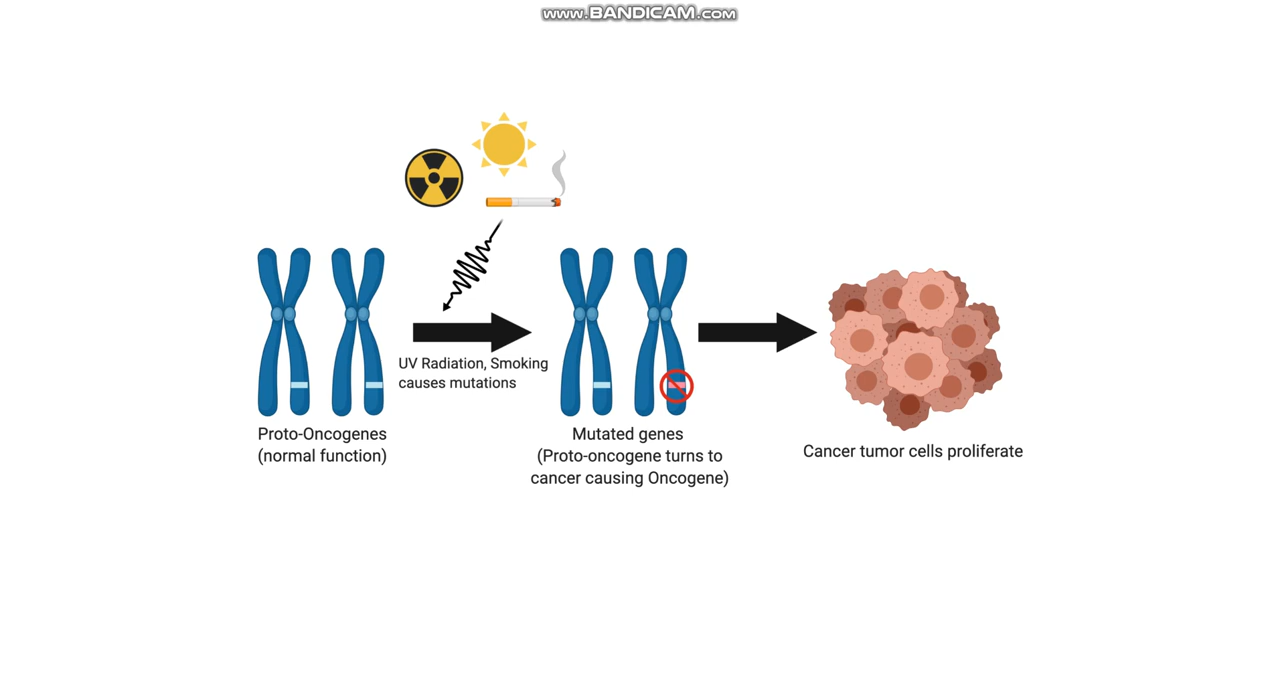 www.BANDICAM.com
UV Radiation, Smoking
causes mutations
Proto-Oncogenes
(normal function)
Mutated genes
(Proto-oncogene turns to
cancer causing Oncogene)
Cancer tumor cells proliferate